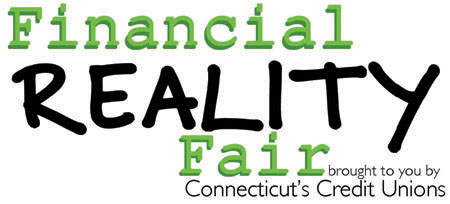 Financial
REALITY
Fair
brought to you by
Connecticut's Credit Unions